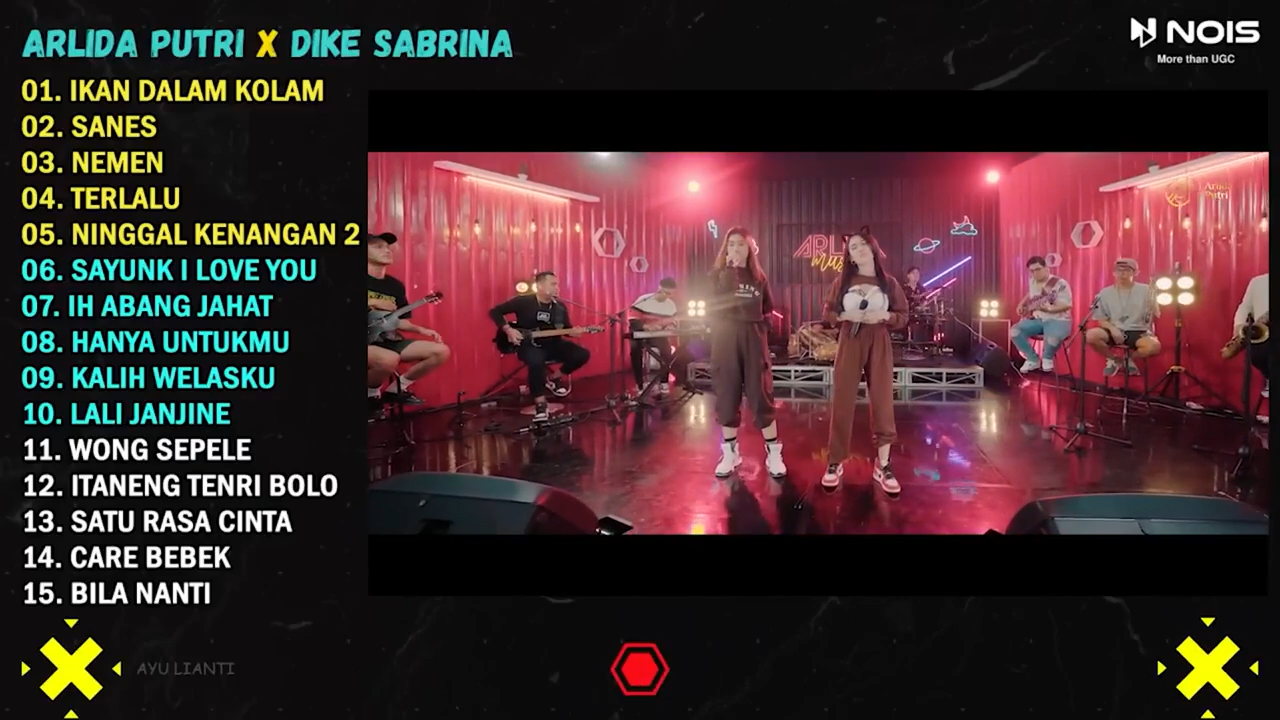 ARLIDA PUTRI X DIKE SABRINA
NOIS
More than UGC
01. IKAN DALAM KOLAM
02. SANES
03. NEMEN
04. TERLALU
05. NINGGAL KENANGAN 2
06. SAYUNK I LOVE YOU
07. IH ABANG JAHAT
08. HANYA UNTUKMU
09. KALIH WELASKU
10. LALI JANJINE
11. WONG SEPELE
12. ITANENG TENRI BOLO
13. SATU RASA CINTA
14. CARE BEBEK
15. BILA NANTI
Arlida
Putri
AYU LIANTI